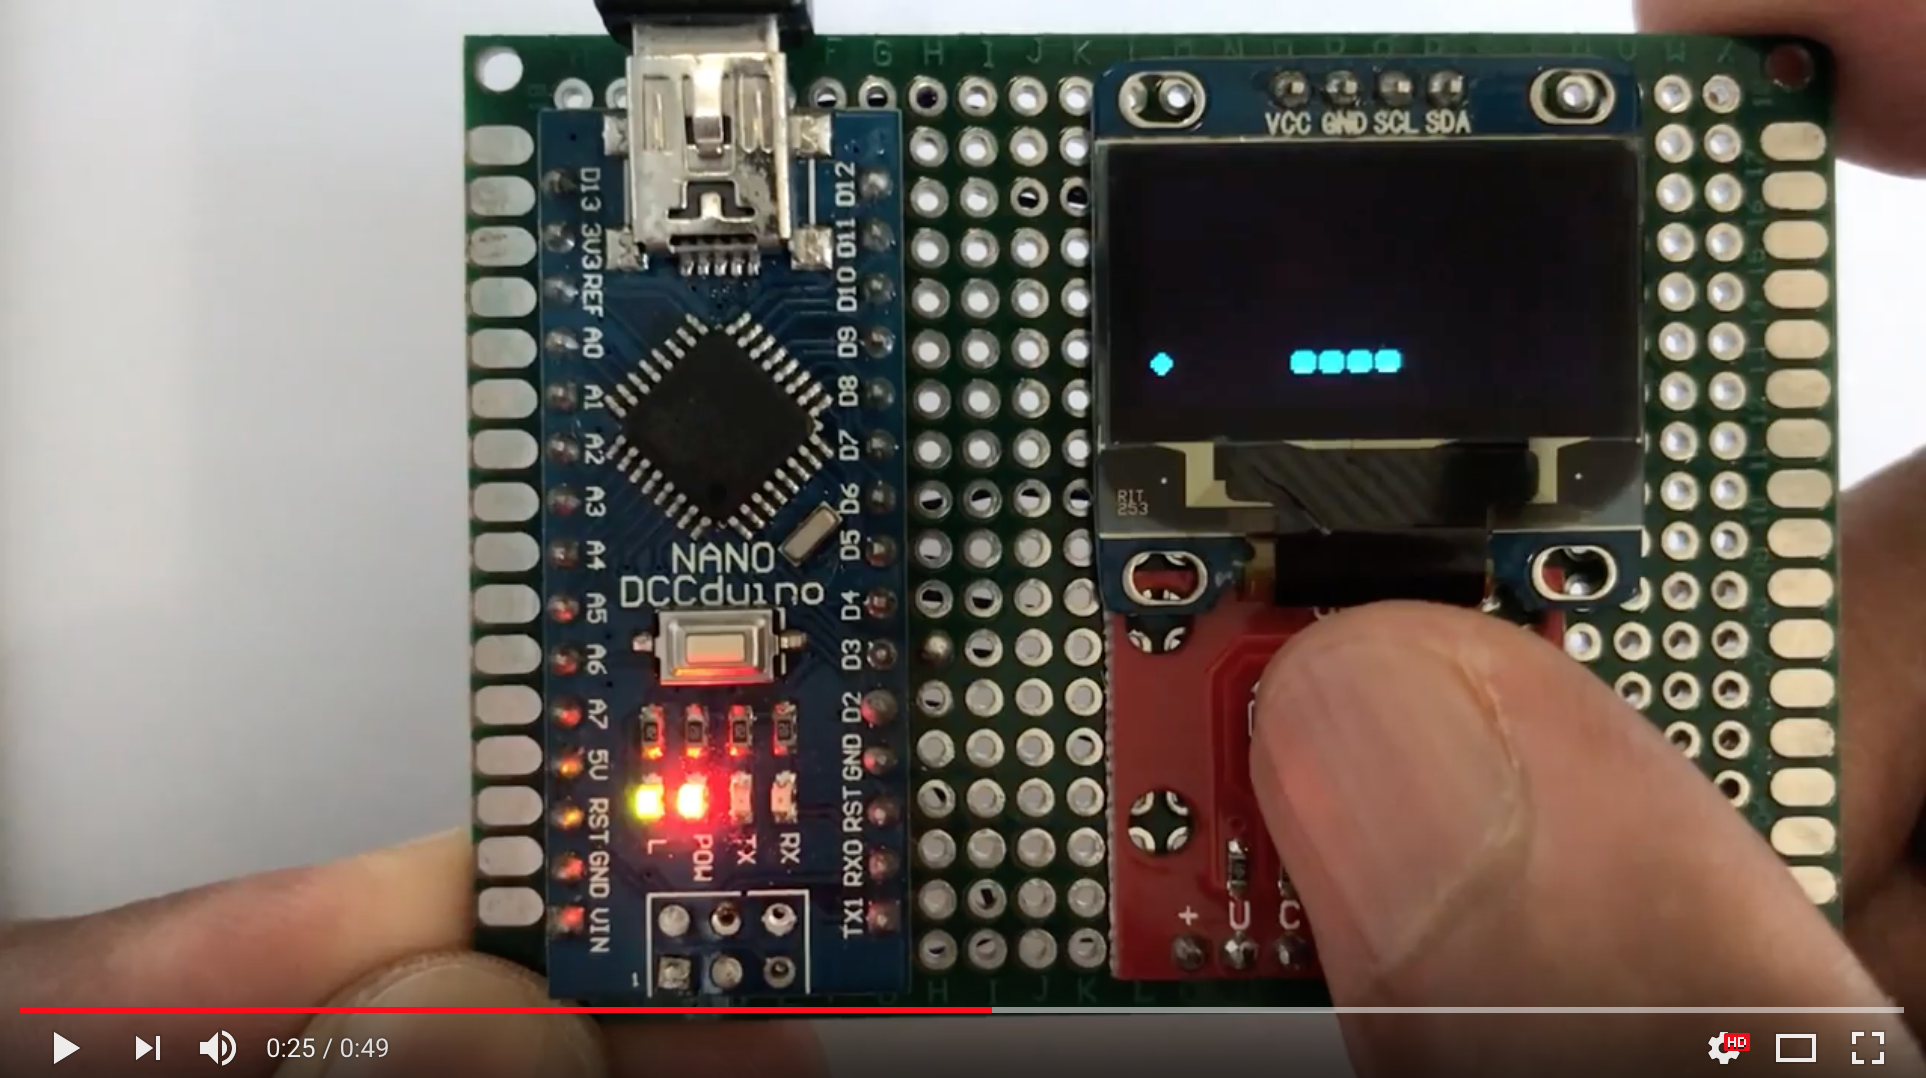 F G H I J K
VCC GND SCL SDA
D13 3V3 REF A0 A1 A2 A3 A4 A5 A6 A7 5V RST GND VIN
D12 D11 D10 D9 D8 D7 D6 D5 D4 D3 D2 GND RST RX0 TX1
NANO
DCCduino
L POW TX RX
1
RIT
253
+ U C
H I J K L
0:25 / 0:49
HD